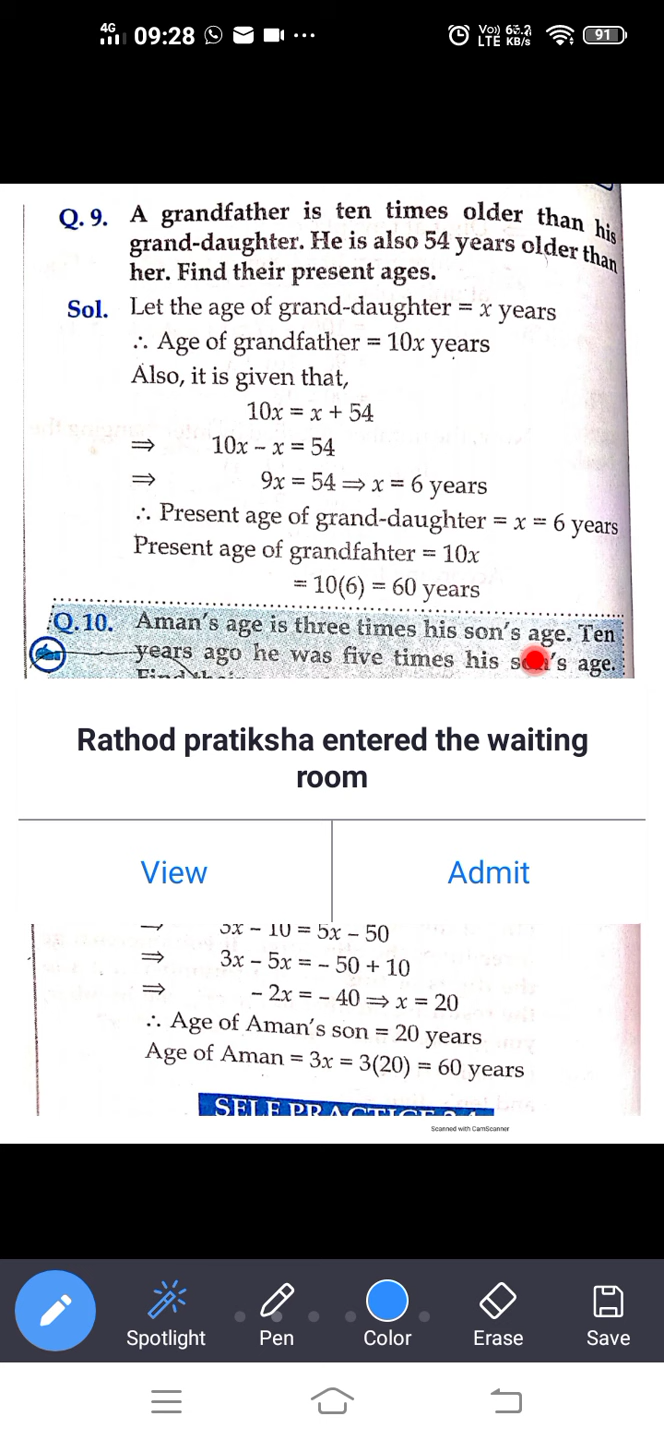 4G 09:28 Vo)) LTE KB/s 91
Q. 9. A grandfather is ten times older than his
grand-daughter. He is also 54 years older than
her. Find their present ages.
Sol. Let the age of grand-daughter = x years
∴ Age of grandfather = 10x years
Also, it is given that,
10x = x + 54
⇒ 10x – x = 54
⇒ 9x = 54 ⇒ x = 6 years
∴ Present age of grand-daughter = x = 6 years
Present age of grandfahter = 10x
= 10(6) = 60 years
Q. 10. Aman's age is three times his son's age. Ten
years ago he was five times his age.
Rathod pratiksha entered the waiting
room
View Admit
3x – 10 = 5x – 50
⇒ 3x – 5x = – 50 + 10
⇒ – 2x = – 40 ⇒ x = 20
∴ Age of Aman's son = 20 years
Age of Aman = 3x = 3(20) = 60 years
SELF PRACTICE
Scanned with CamScanner
Spotlight Pen Color Erase Save